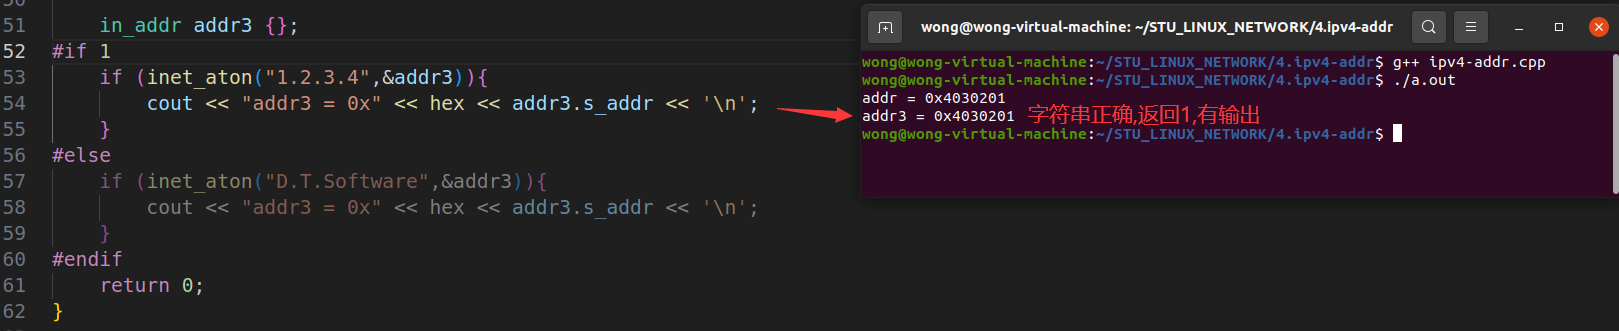 51 in_addr addr3 {};
52 #if 1
53 if (inet_aton("1.2.3.4",&addr3)){
54 cout << "addr3 = 0x" << hex << addr3.s_addr << '\n';
55 }
56 #else
57 if (inet_aton("D.T.Software",&addr3)){
58 cout << "addr3 = 0x" << hex << addr3.s_addr << '\n';
59 }
60 #endif
61 return 0;
62 }
wong@wong-virtual-machine: ~/STU_LINUX_NETWORK/4.ipv4-addr
wong@wong-virtual-machine:~/STU_LINUX_NETWORK/4.ipv4-addr$ g++ ipv4-addr.cpp
wong@wong-virtual-machine:~/STU_LINUX_NETWORK/4.ipv4-addr$ ./a.out
addr = 0x4030201
addr3 = 0x4030201 字符串正确,返回1,有输出
wong@wong-virtual-machine:~/STU_LINUX_NETWORK/4.ipv4-addr$